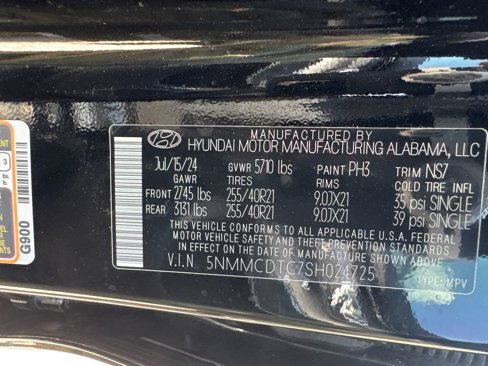 MANUFACTURED BY
HYUNDAI MOTOR MANUFACTURING ALABAMA, LLC
Jul/15/24 GVWR 5710 lbs PAINT PH3 TRIM NS7
GAWR TIRES RIMS COLD TIRE INFL
FRONT 2745 lbs 255/40R21 9.0JX21 35 psi SINGLE
REAR 3131 lbs 255/40R21 9.0JX21 39 psi SINGLE
THIS VEHICLE CONFORMS TO ALL APPLICABLE U.S.A. FEDERAL
MOTOR VEHICLE SAFETY AND THEFT PREVENTION STANDARDS
IN EFFECT ON THE DATE OF MANUFACTURE SHOWN ABOVE.
V.I.N 5NMMCDTC7SH024725
TYPE: MPV
G900
3